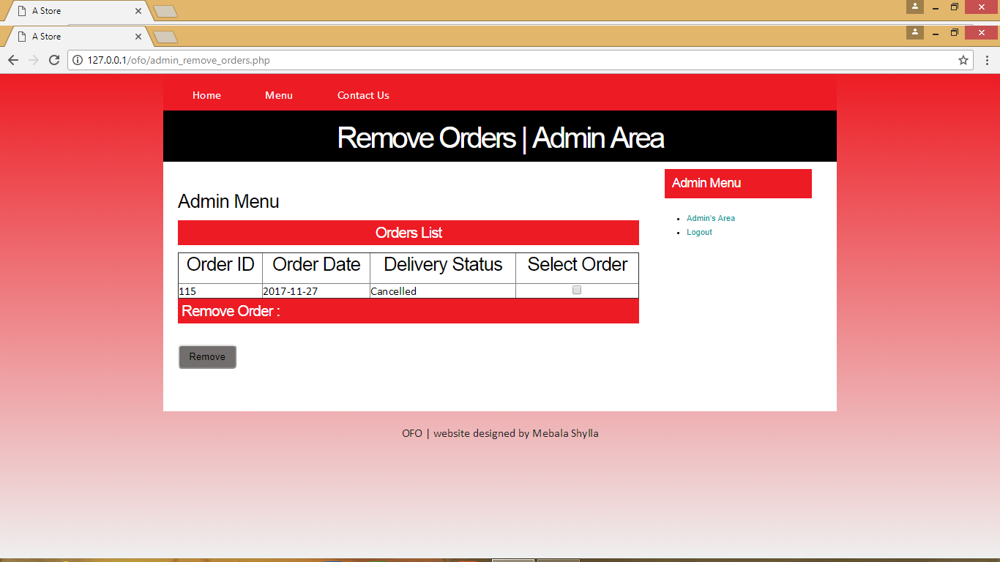 A Store
A Store
127.0.0.1/ofo/admin_remove_orders.php
Home Menu Contact Us
Remove Orders | Admin Area
Admin Menu
Orders List
Order ID Order Date Delivery Status Select Order
115 2017-11-27 Cancelled
Remove Order :
Remove
Admin Menu
Admin's Area
Logout
OFO | website designed by Mebala Shylla